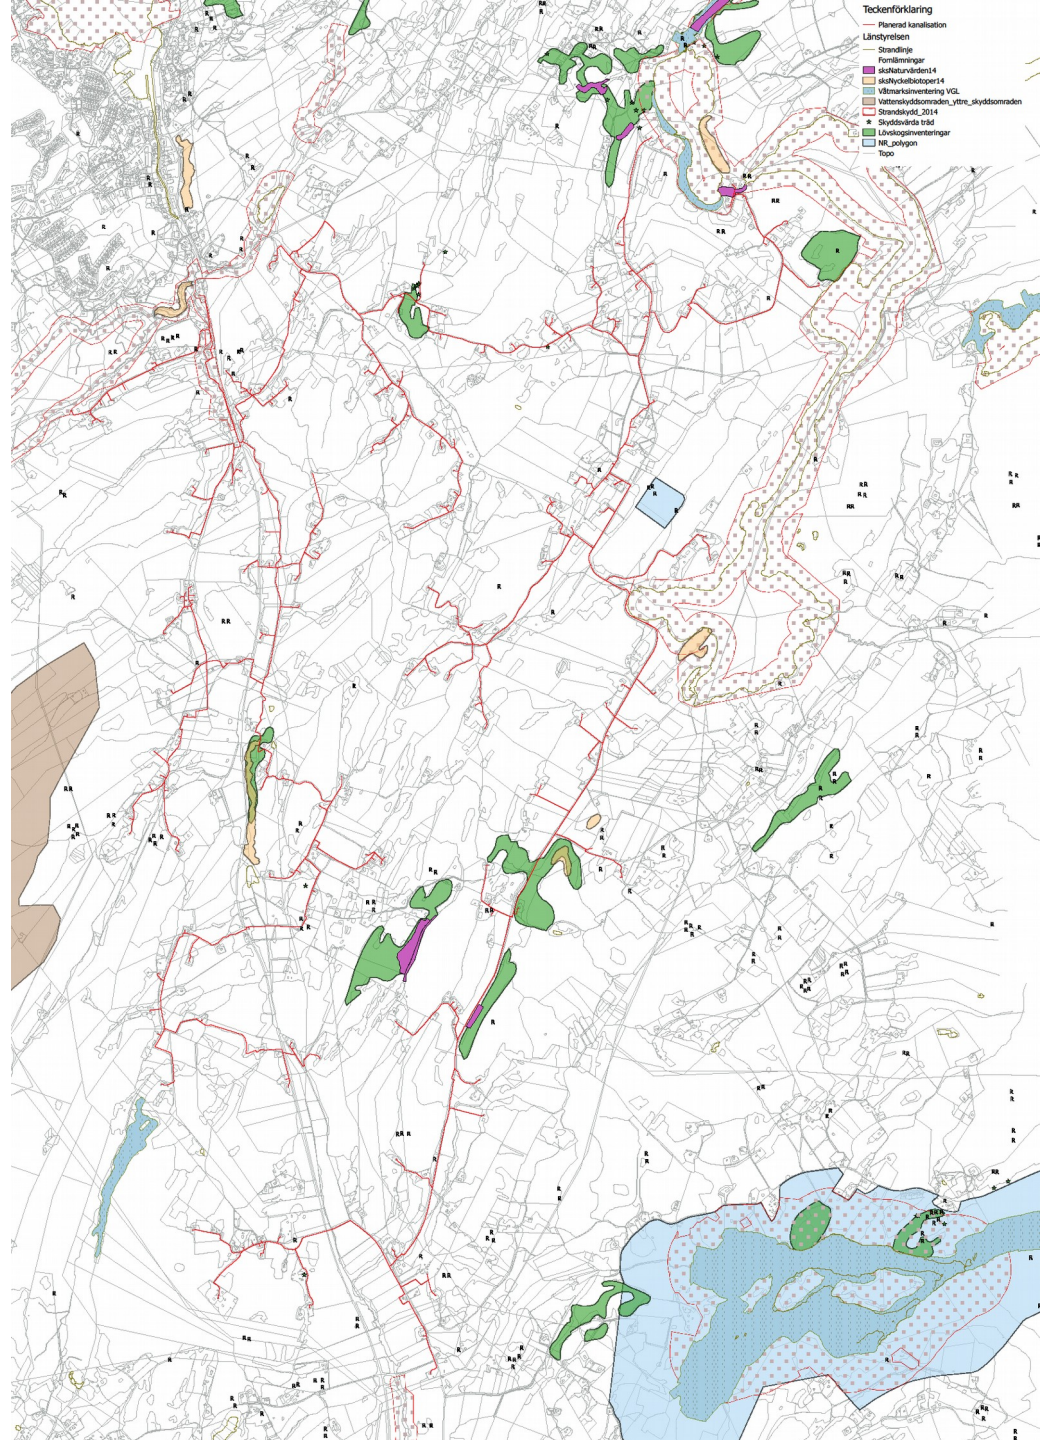 Teckenförklaring
Planerad kanalisation
Länstyrelsen
Strandlinje
Fornlämningar
sksNaturvärden14
sksNyckelbiotoper14
Våtmarksinventering VGL
Vattenskyddsomraden_yttre_skyddsomraden
Strandskydd_2014
Skyddsvärda träd
Lövskogsinventeringar
NR_polygon
Topo